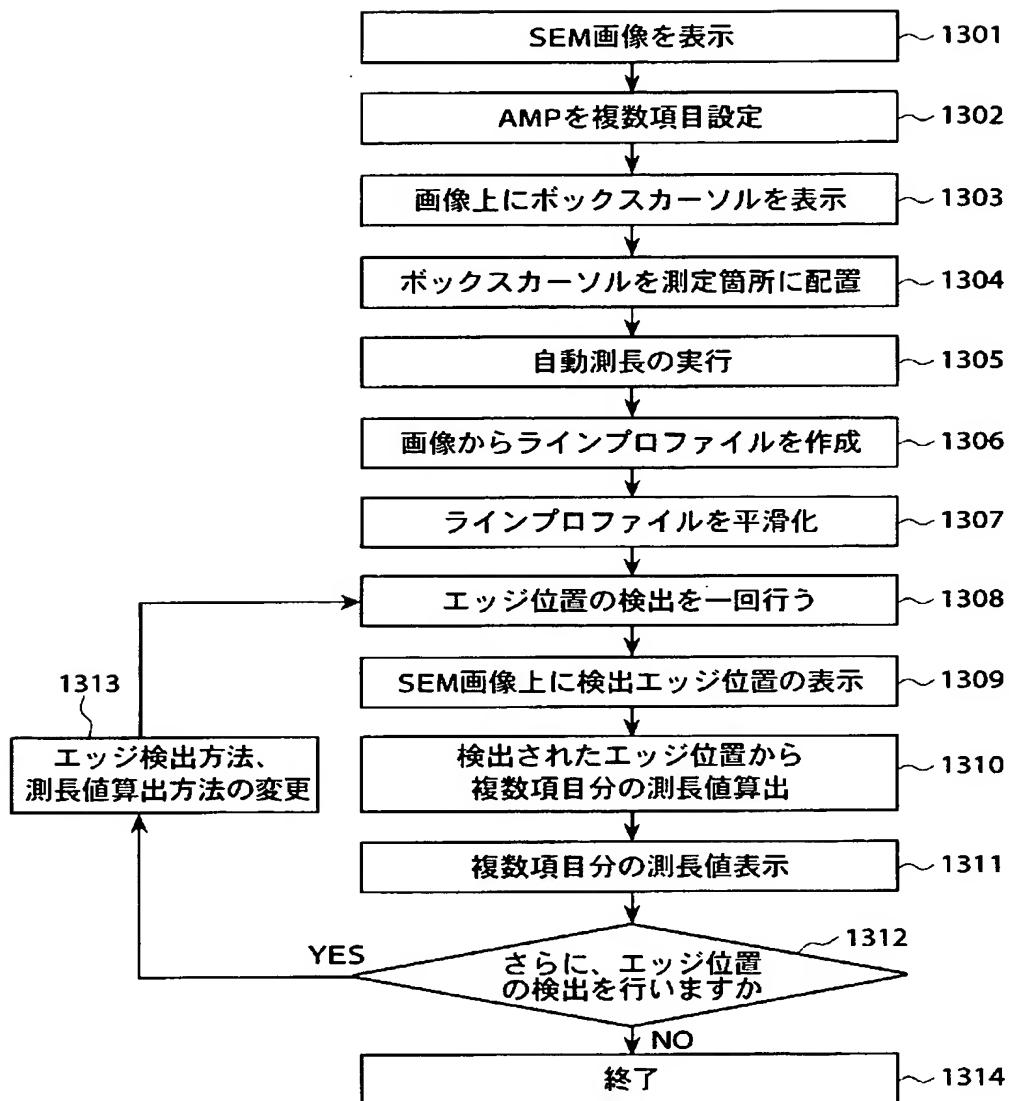 SEM画像を表示
1301
AMPを複数項目設定
1302
画像上にボックスカーソルを表示
1303
ボックスカーソルを測定箇所に配置
1304
自動測長の実行
1305
画像からラインプロファイルを作成
1306
ラインプロファイルを平滑化
1307
エッジ位置の検出を一回行う
1308
SEM画像上に検出エッジ位置の表示
1309
1313
エッジ検出方法、
測長値算出方法の変更
検出されたエッジ位置から
複数項目分の測長値算出
1310
複数項目分の測長値表示
1311
YES
1312
さらに、エッジ位置
の検出を行いますか
NO
終了
1314